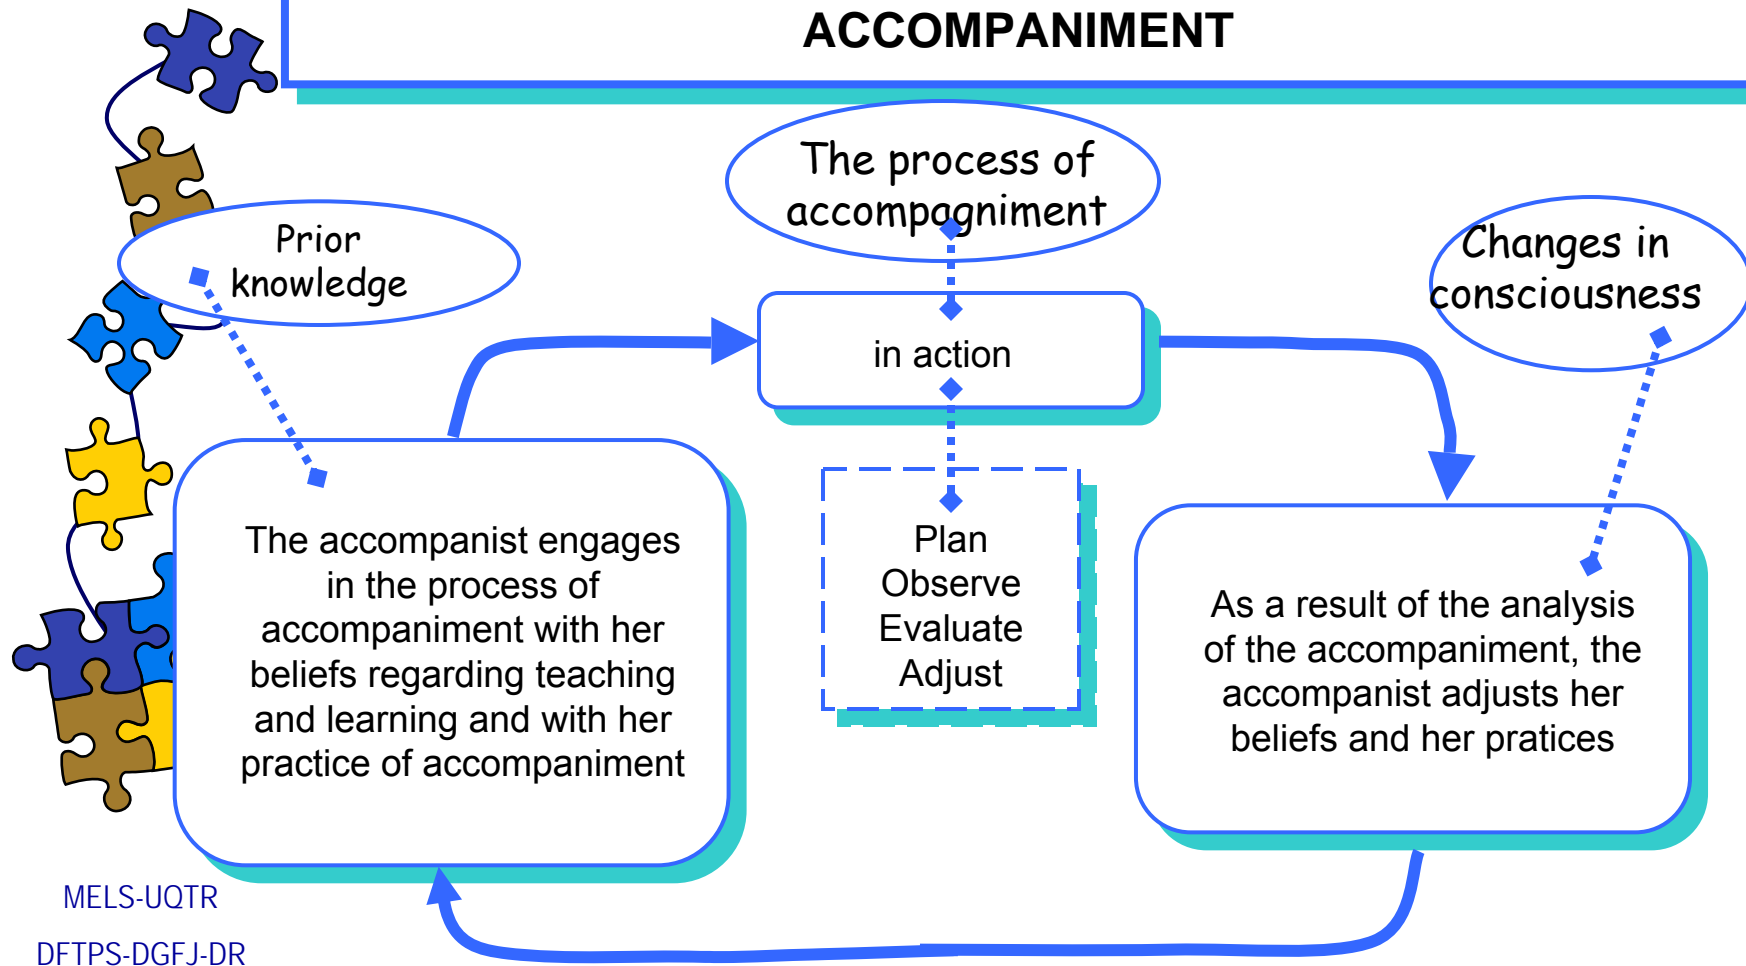 ACCOMPANIMENT
The process of
accompagniment
Prior
knowledge
Changes in
consciousness
in action
The accompanist engages
in the process of
accompaniment with her
beliefs regarding teaching
and learning and with her
practice of accompaniment
Plan
Observe
Evaluate
Adjust
As a result of the analysis
of the accompaniment, the
accompanist adjusts her
beliefs and her pratices
MELS-UQTR
DFTPS-DGFJ-DR